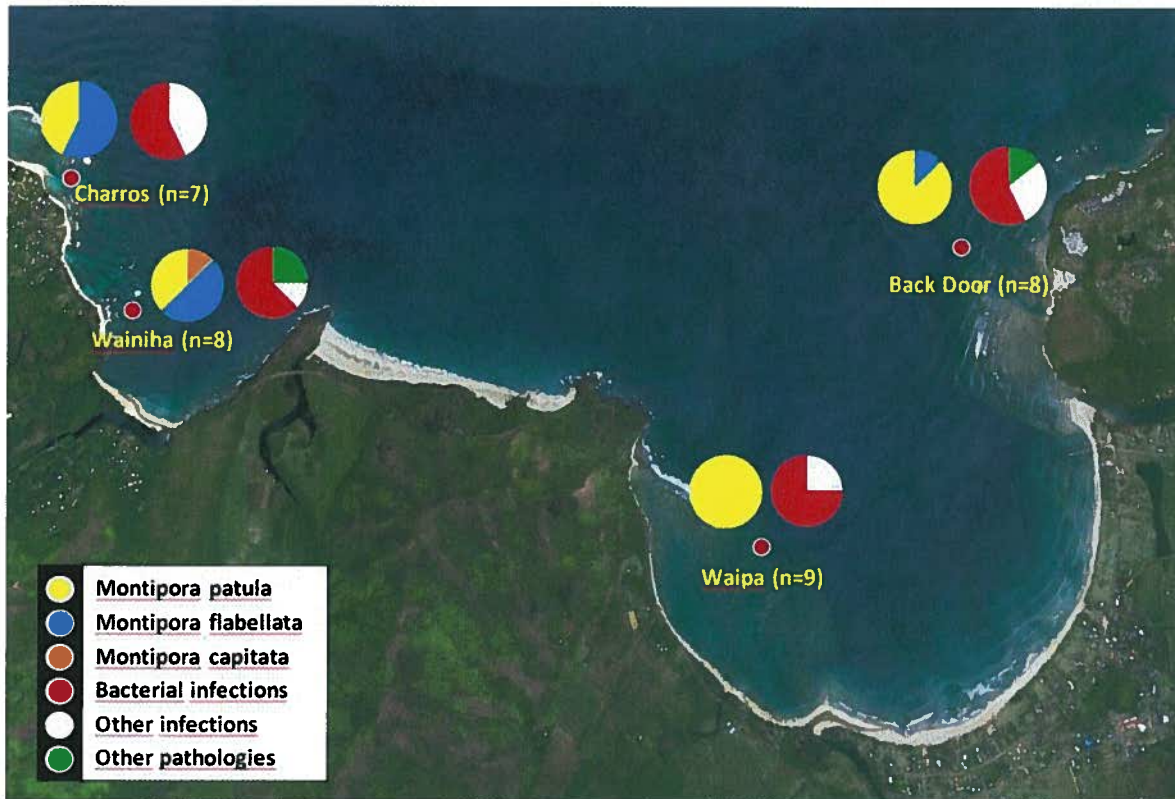 Charros (n=7)
Back Door (n=8)
Wainiha (n=8)
Waipa (n=9)
Montipora patula
Montipora flabellata
Montipora capitata
Bacterial infections
Other infections
Other pathologies